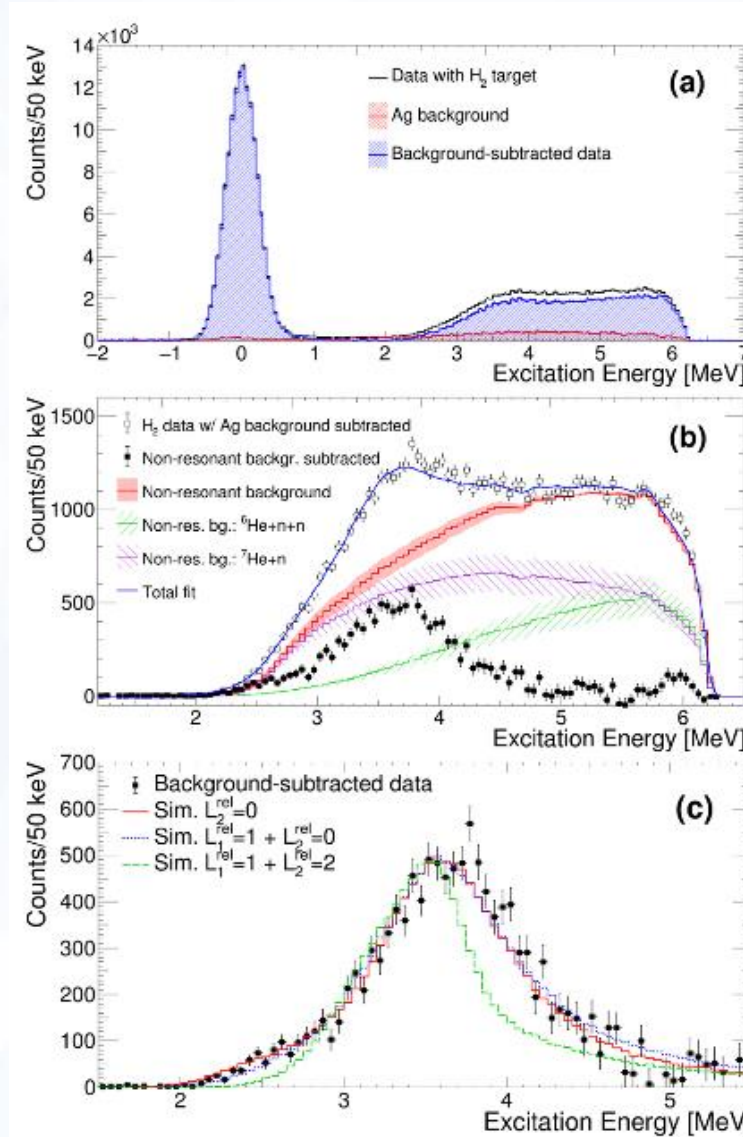 ×10³
14
12
10
8
6
4
2
0
Counts/50 keV
(a)
Data with H₂ target
Ag background
Background-subtracted data
−2 −1 0 1 2 3 4 5 6 7
Excitation Energy [MeV]
1500
1000
500
0
Counts/50 keV
(b)
H₂ data w/ Ag background subtracted
Non-resonant backgr. subtracted
Non-resonant background
Non-res. bg.: ⁶He+n+n
Non-res. bg.: ⁷He+n
Total fit
2 3 4 5 6
Excitation Energy [MeV]
700
600
500
400
300
200
100
0
Counts/50 keV
(c)
Background-subtracted data
Sim. L₂ʳᵉˡ=0
Sim. L₁ʳᵉˡ=1 + L₂ʳᵉˡ=0
Sim. L₁ʳᵉˡ=1 + L₂ʳᵉˡ=2
2 3 4 5
Excitation Energy [MeV]